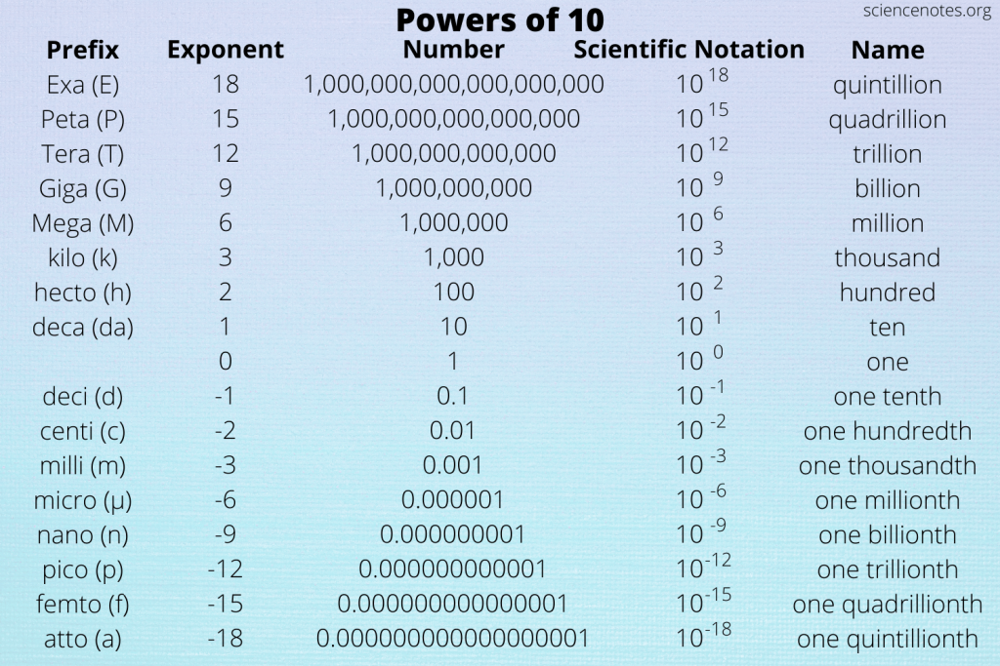 Powers of 10
sciencenotes.org
Prefix Exponent Number Scientific Notation Name
Exa (E) 18 1,000,000,000,000,000,000 10 18 quintillion
Peta (P) 15 1,000,000,000,000,000 10 15 quadrillion
Tera (T) 12 1,000,000,000,000 10 12 trillion
Giga (G) 9 1,000,000,000 10 9 billion
Mega (M) 6 1,000,000 10 6 million
kilo (k) 3 1,000 10 3 thousand
hecto (h) 2 100 10 2 hundred
deca (da) 1 10 10 1 ten
0 1 10 0 one
deci (d) -1 0.1 10 -1 one tenth
centi (c) -2 0.01 10 -2 one hundredth
milli (m) -3 0.001 10 -3 one thousandth
micro (μ) -6 0.000001 10 -6 one millionth
nano (n) -9 0.000000001 10 -9 one billionth
pico (p) -12 0.000000000001 10 -12 one trillionth
femto (f) -15 0.000000000000001 10 -15 one quadrillionth
atto (a) -18 0.000000000000000001 10 -18 one quintillionth